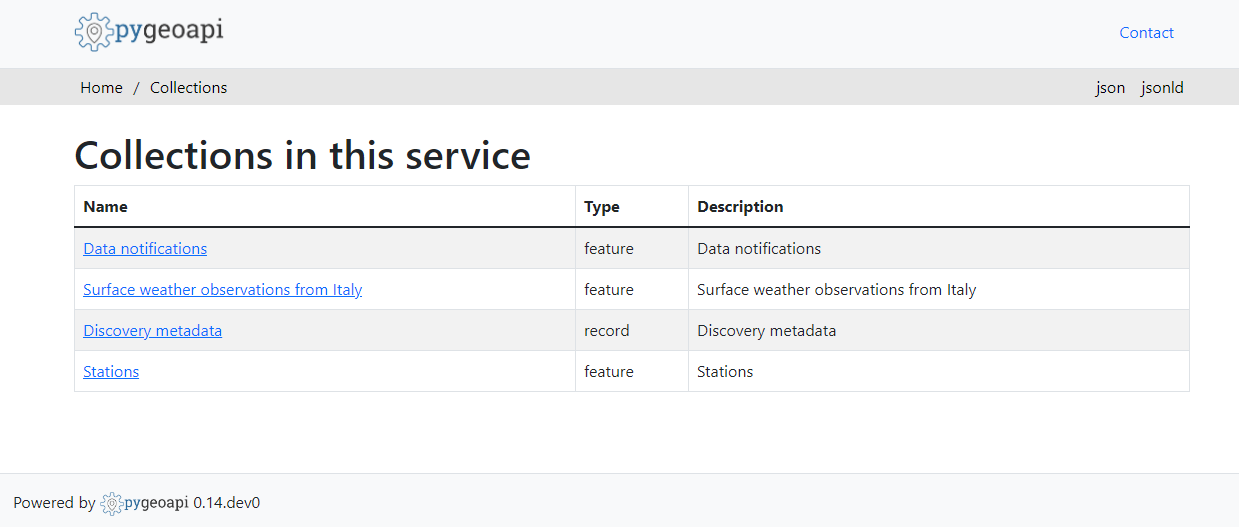 pygeoapi Contact
Home / Collections json jsonld
Collections in this service
Name Type Description
Data notifications feature Data notifications
Surface weather observations from Italy feature Surface weather observations from Italy
Discovery metadata record Discovery metadata
Stations feature Stations
Powered by pygeoapi 0.14.dev0